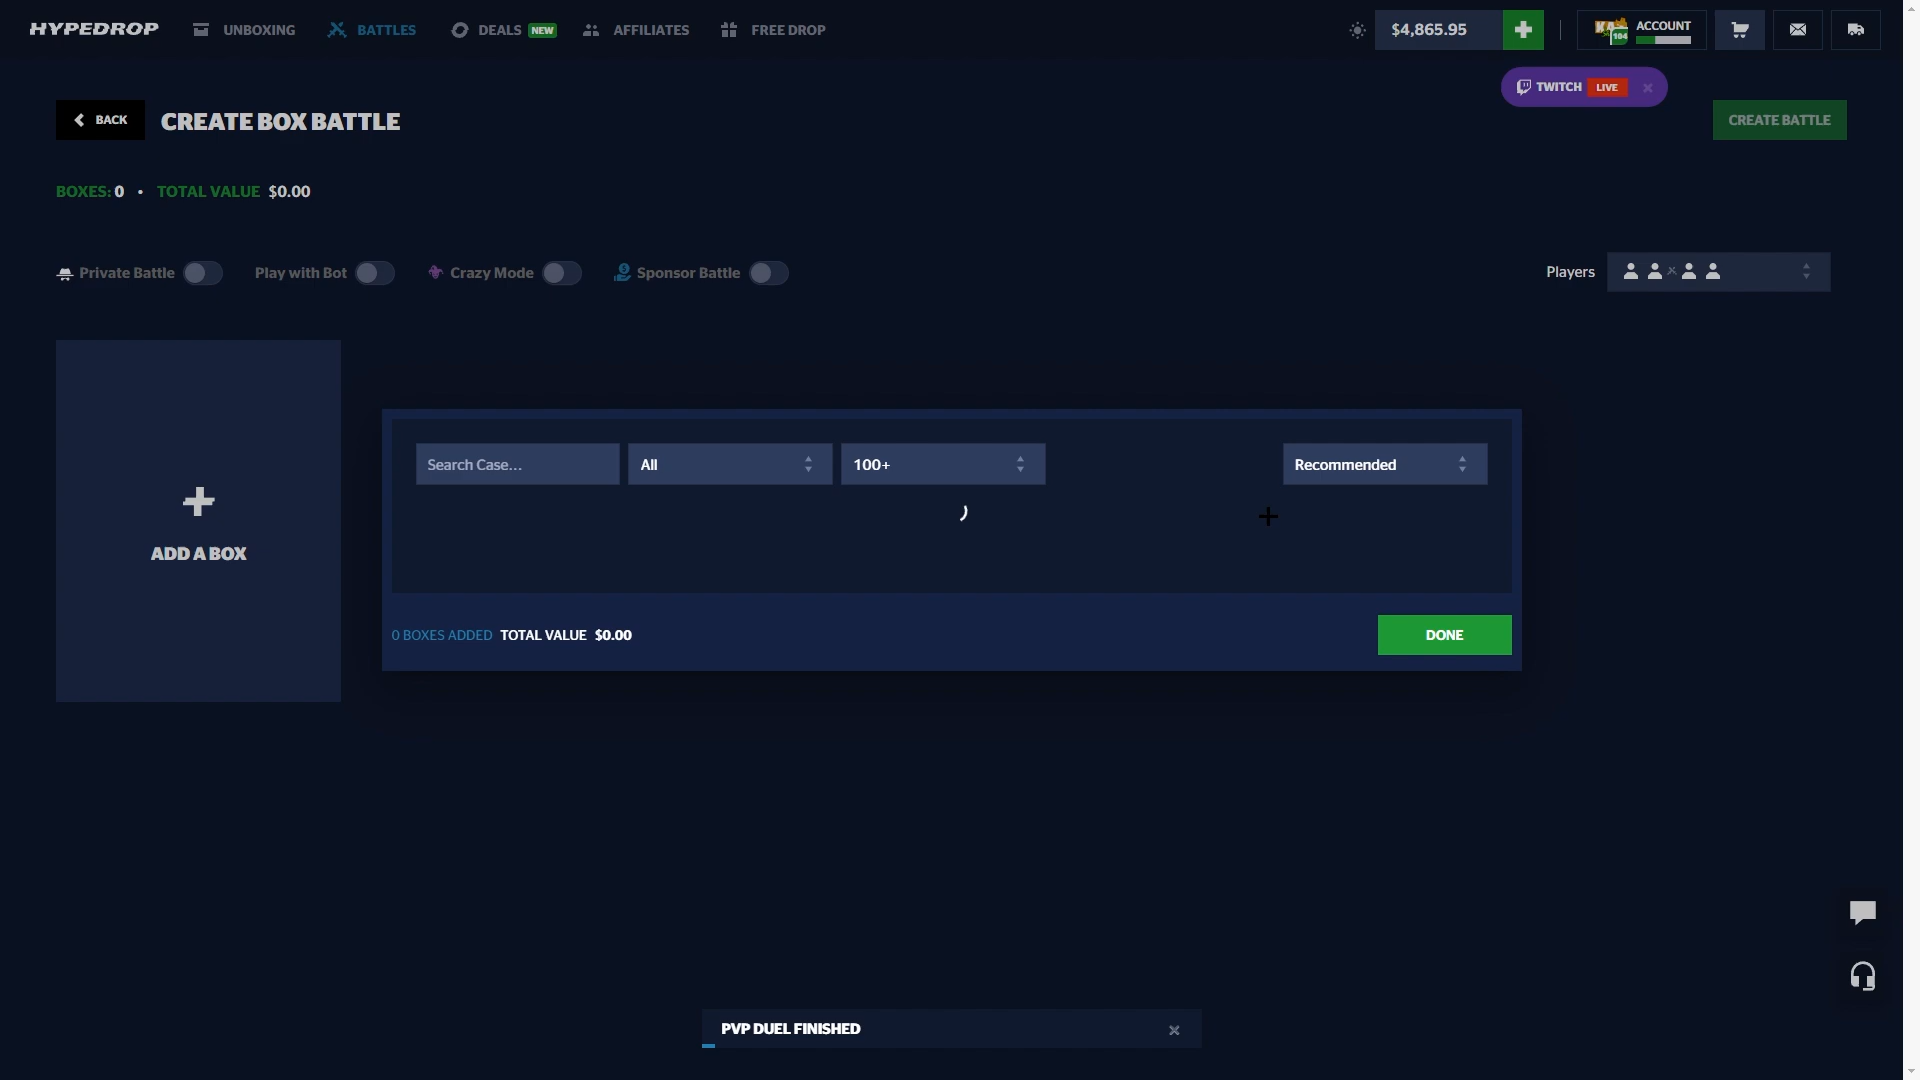 HYPEDROP
UNBOXING
BATTLES
DEALS NEW
AFFILIATES
FREE DROP
$4,865.95
104
ACCOUNT
TWITCH LIVE
BACK
CREATE BOX BATTLE
CREATE BATTLE
BOXES: 0 • TOTAL VALUE $0.00
Private Battle
Play with Bot
Crazy Mode
Sponsor Battle
Players
ADD A BOX
Search Case...
All
100+
Recommended
0 BOXES ADDED TOTAL VALUE $0.00
DONE
PVP DUEL FINISHED